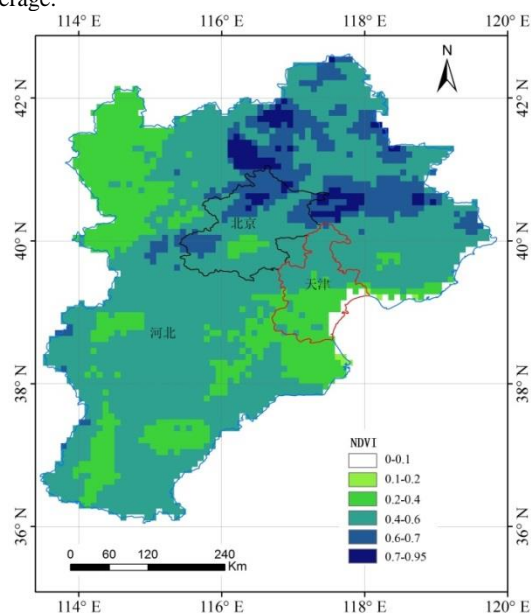 erage.
114° E 116° E 118° E 120° E
N
42° N
42° N
北京
40° N
40° N
天津
河北
38° N
38° N
NDVI
0-0.1
0.1-0.2
0.2-0.4
0.4-0.6
0.6-0.7
0.7-0.95
36° N
36° N
0 60 120 240
Km
114° E 116° E 118° E 120° E